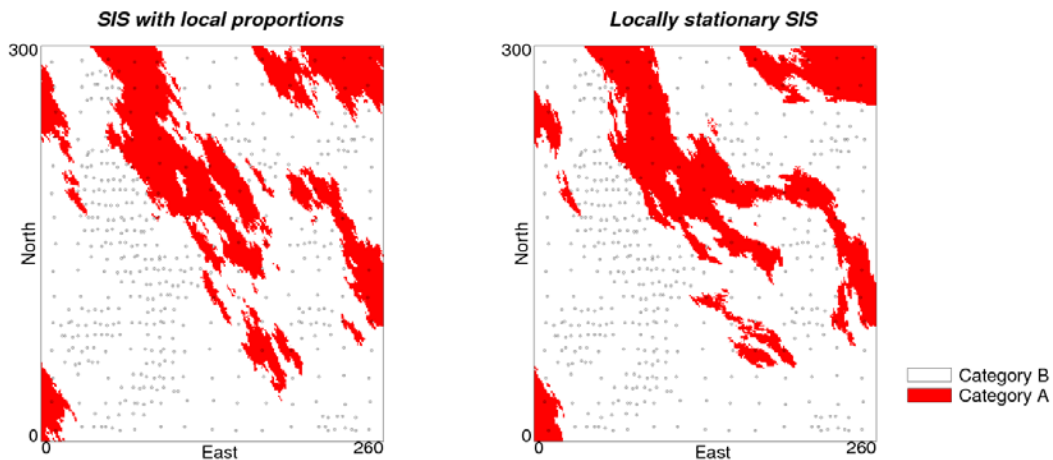 SIS with local proportions
300
North
0
0
East
260
Locally stationary SIS
300
North
0
0
East
260
Category B
Category A